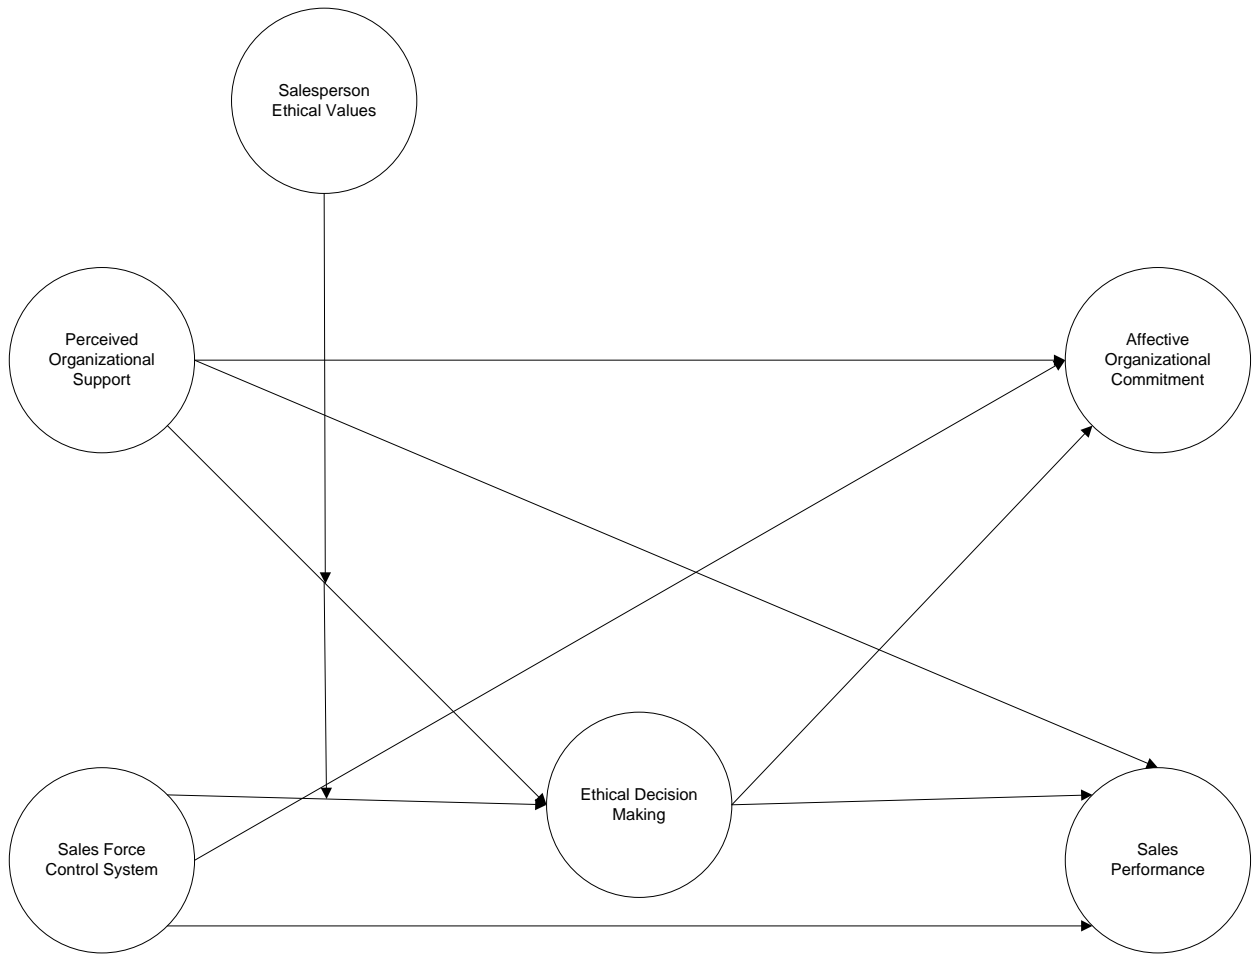 Salesperson
Ethical Values
Perceived
Organizational
Support
Affective
Organizational
Commitment
Ethical Decision
Making
Sales Force
Control System
Sales
Performance